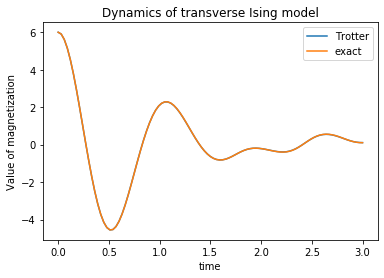 Dynamics of transverse Ising model
Trotter
exact
Value of magnetization
6
4
2
0
−2
−4
0.0 0.5 1.0 1.5 2.0 2.5 3.0
time